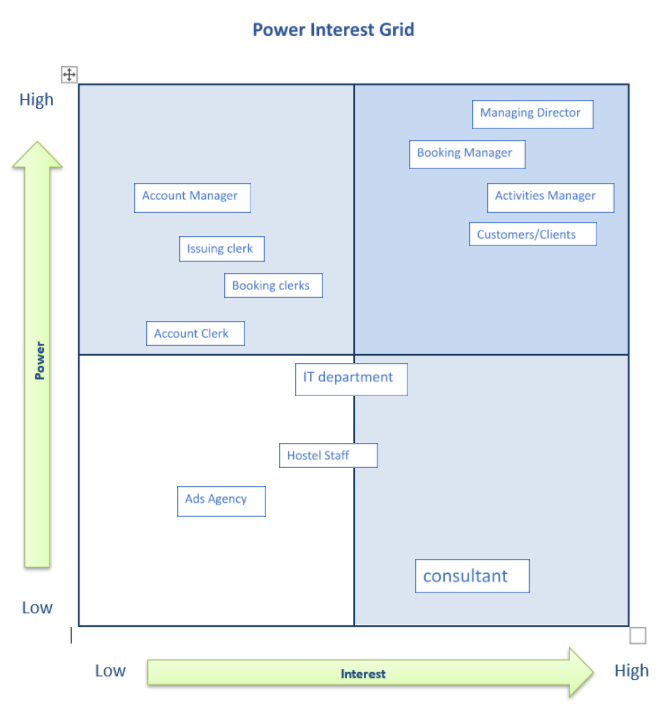 Power Interest Grid
High
Managing Director
Booking Manager
Account Manager
Activities Manager
Customers/Clients
Issuing clerk
Booking clerks
Account Clerk
Power
IT department
Hostel Staff
Ads Agency
consultant
Low
Low
Interest
High